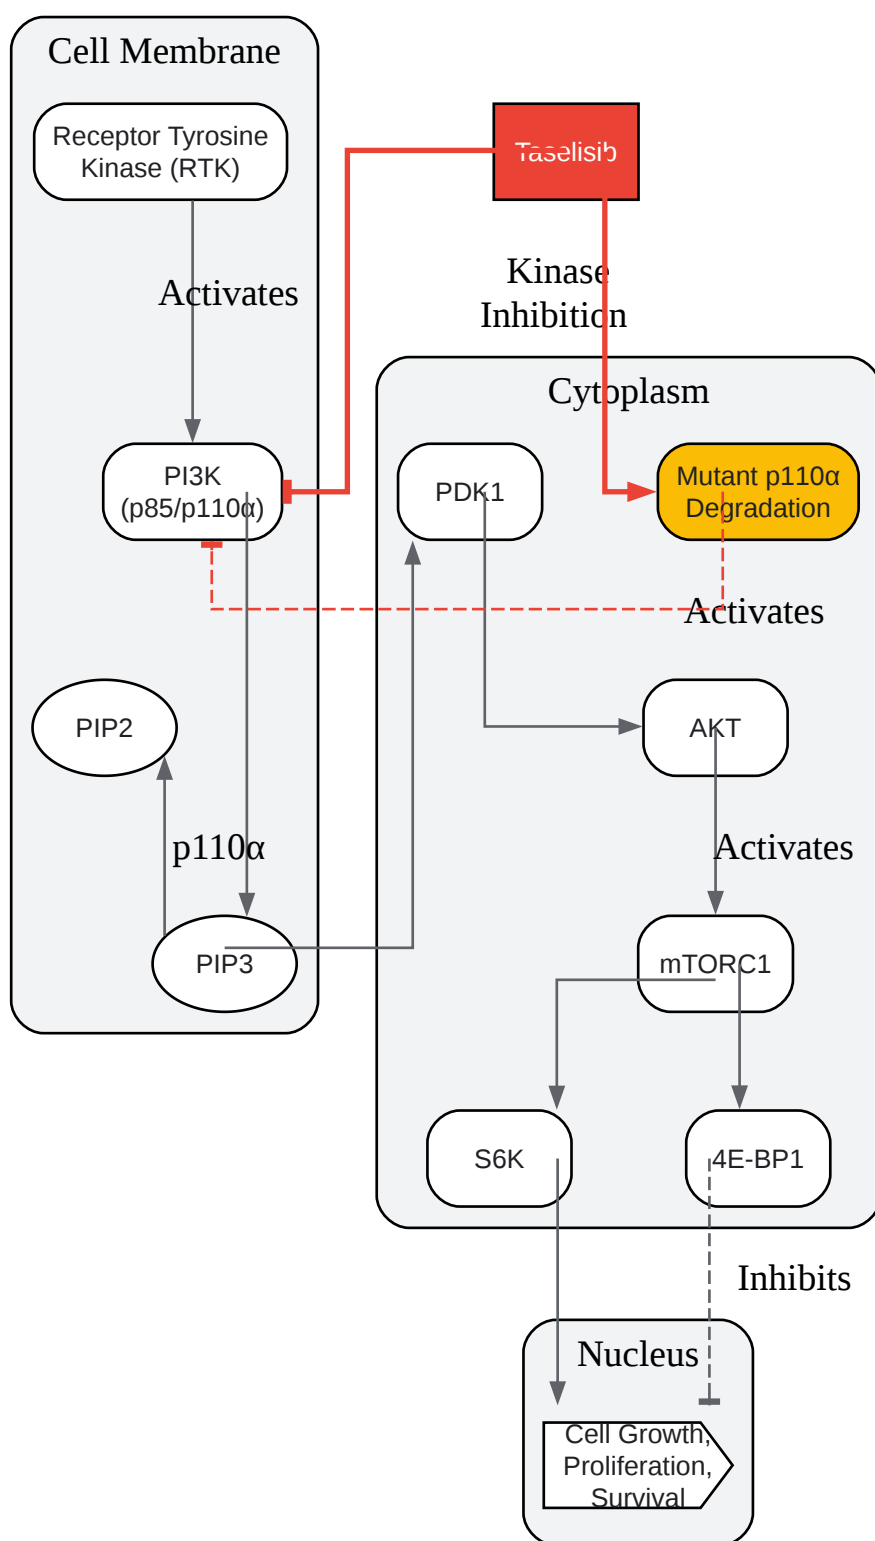 Cell Membrane
Receptor Tyrosine
Kinase (RTK)
Taselisib
Activates
Kinase
Inhibition
Cytoplasm
PI3K
(p85/p110α)
PDK1
Mutant p110α
Degradation
Activates
PIP2
AKT
p110α
Activates
PIP3
mTORC1
S6K
4E-BP1
Inhibits
Nucleus
Cell Growth,
Proliferation,
Survival